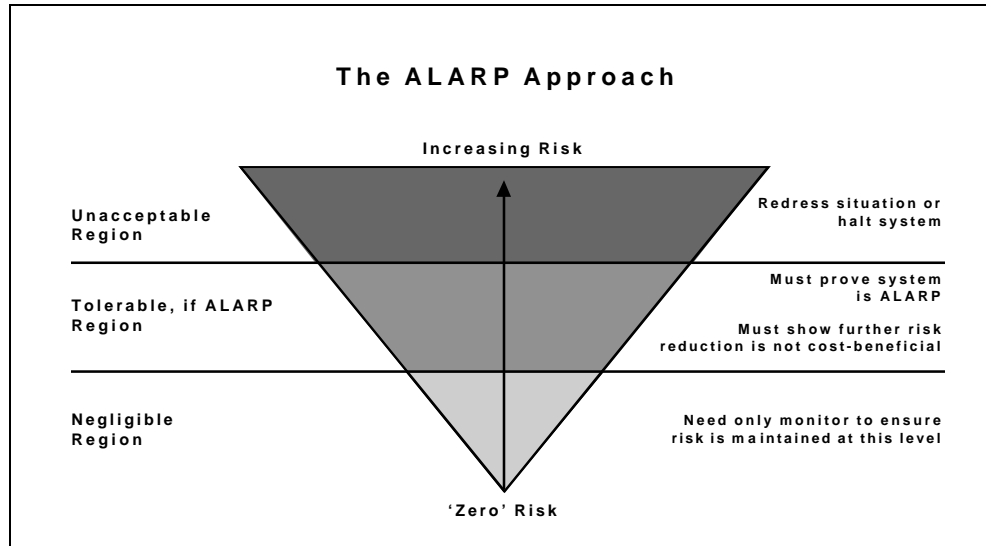 The ALARP Approach
Increasing Risk
Unacceptable
Region
Redress situation or
halt system
Tolerable, if ALARP
Region
Must prove system
is ALARP
Must show further risk
reduction is not cost-beneficial
Negligible
Region
Need only monitor to ensure
risk is maintained at this level
‘Zero’ Risk